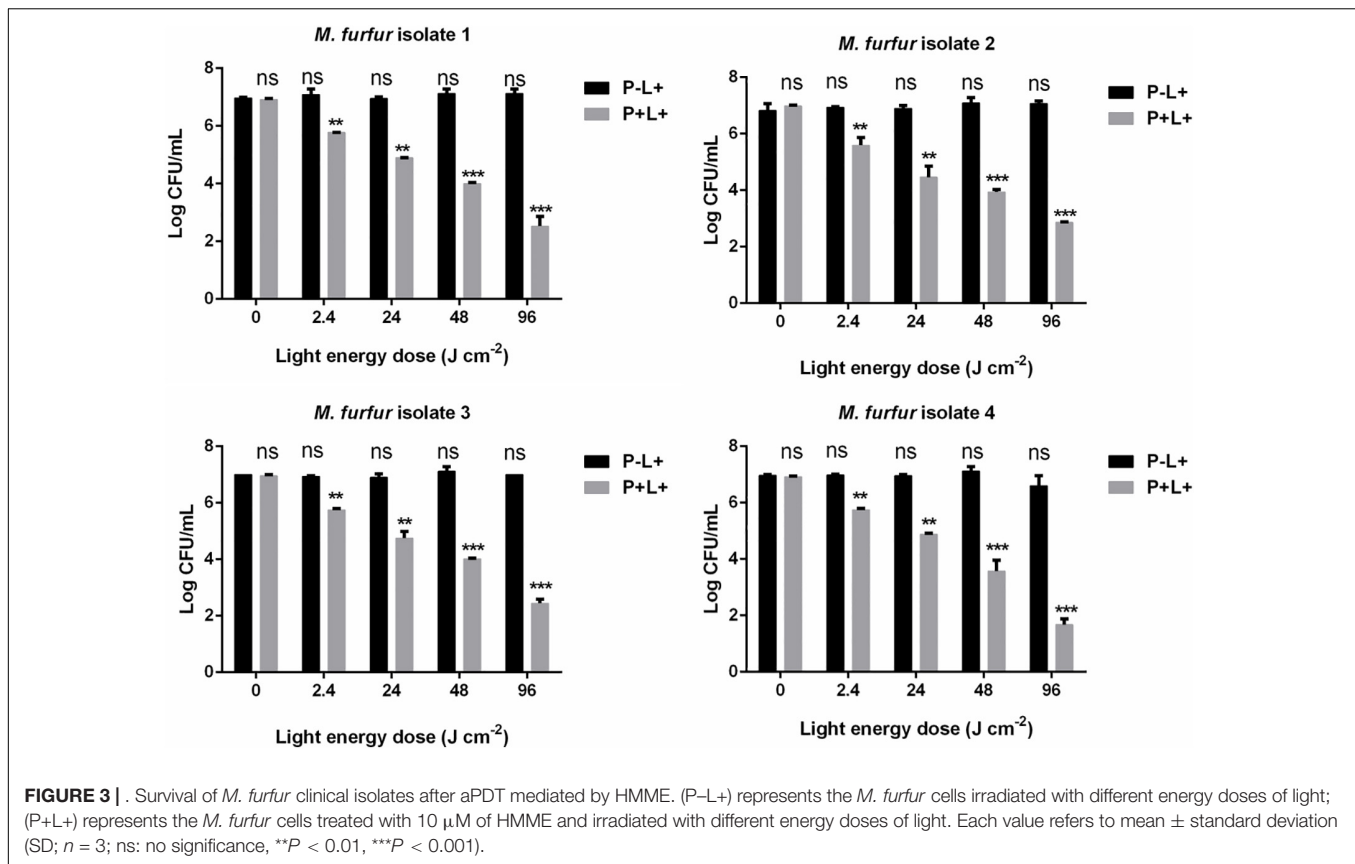 M. furfur isolate 1
8
6
4
2
0
Log CFU/mL
ns ns ns ns ns
** ** *** ***
P-L+
P+L+
0 2.4 24 48 96
Light energy dose (J cm⁻²)
M. furfur isolate 2
8
6
4
2
0
Log CFU/mL
ns ns ns ns ns
** ** *** ***
P-L+
P+L+
0 2.4 24 48 96
Light energy dose (J cm⁻²)
M. furfur isolate 3
8
6
4
2
0
Log CFU/mL
ns ns ns ns ns
** ** *** ***
P-L+
P+L+
0 2.4 24 48 96
Light energy dose (J cm⁻²)
M. furfur isolate 4
8
6
4
2
0
Log CFU/mL
ns ns ns ns ns
** ** *** ***
P-L+
P+L+
0 2.4 24 48 96
Light energy dose (J cm⁻²)
FIGURE 3 | . Survival of M. furfur clinical isolates after aPDT mediated by HMME. (P–L+) represents the M. furfur cells irradiated with different energy doses of light;
(P+L+) represents the M. furfur cells treated with 10 μM of HMME and irradiated with different energy doses of light. Each value refers to mean ± standard deviation
(SD; n = 3; ns: no significance, **P < 0.01, ***P < 0.001).